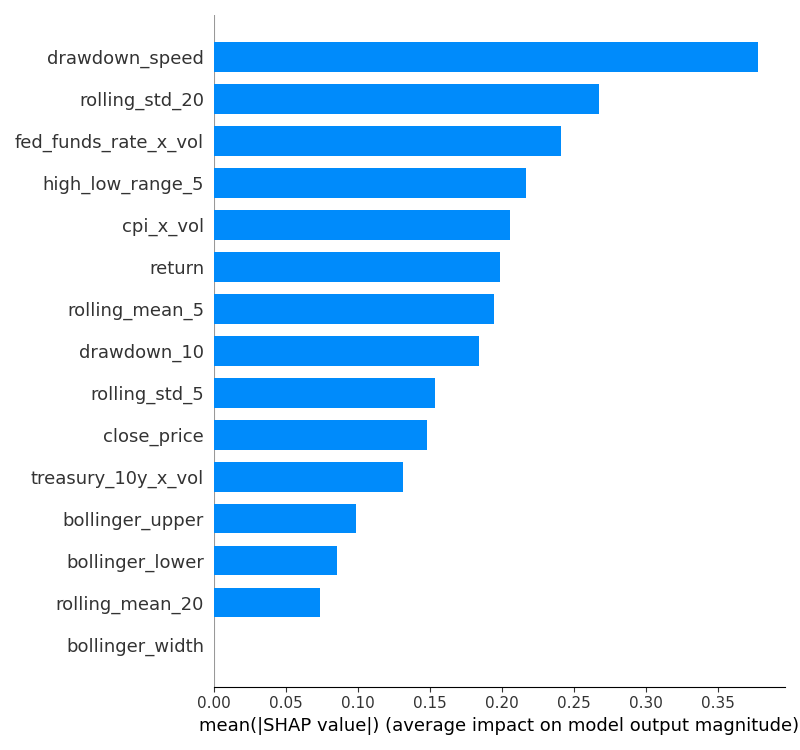 drawdown_speed
rolling_std_20
fed_funds_rate_x_vol
high_low_range_5
cpi_x_vol
return
rolling_mean_5
drawdown_10
rolling_std_5
close_price
treasury_10y_x_vol
bollinger_upper
bollinger_lower
rolling_mean_20
bollinger_width
0.00 0.05 0.10 0.15 0.20 0.25 0.30 0.35
mean(|SHAP value|) (average impact on model output magnitude)